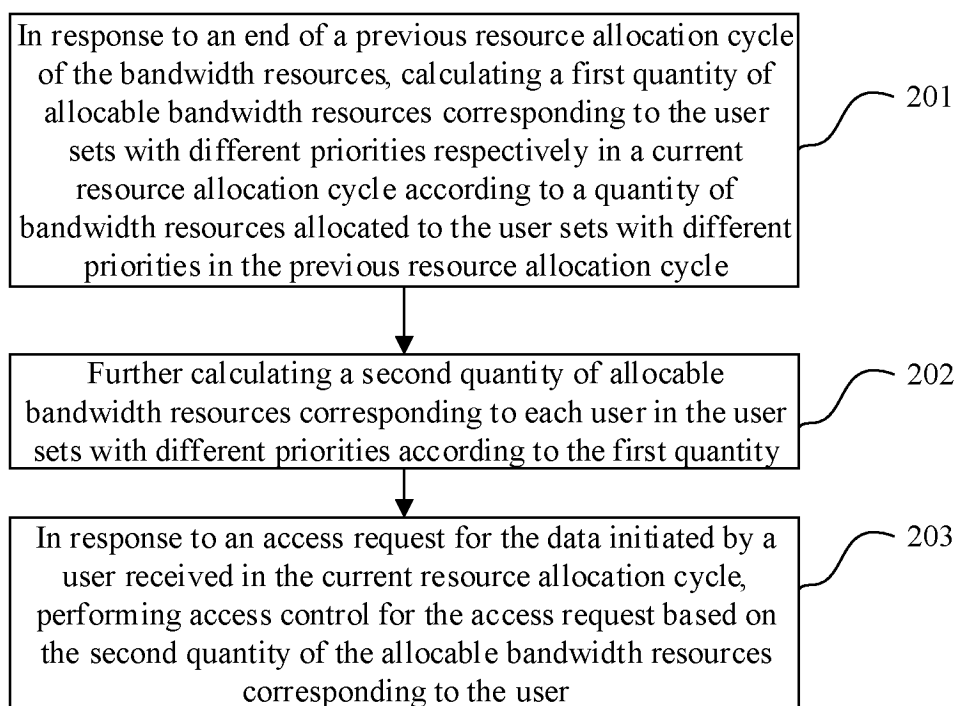 In response to an end of a previous resource allocation cycle
of the bandwidth resources, calculating a first quantity of
allocable bandwidth resources corresponding to the user
sets with different priorities respectively in a current
resource allocation cycle according to a quantity of
bandwidth resources allocated to the user sets with different
priorities in the previous resource allocation cycle
201
Further calculating a second quantity of allocable
bandwidth resources corresponding to each user in the user
sets with different priorities according to the first quantity
202
In response to an access request for the data initiated by a
user received in the current resource allocation cycle,
performing access control for the access request based on
the second quantity of the allocable bandwidth resources
corresponding to the user
203